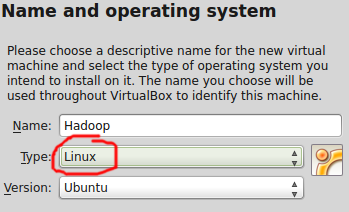 Name and operating system
Please choose a descriptive name for the new virtual
machine and select the type of operating system you
intend to install on it. The name you choose will be
used throughout VirtualBox to identify this machine.
Name: Hadoop
Type: Linux
Version: Ubuntu